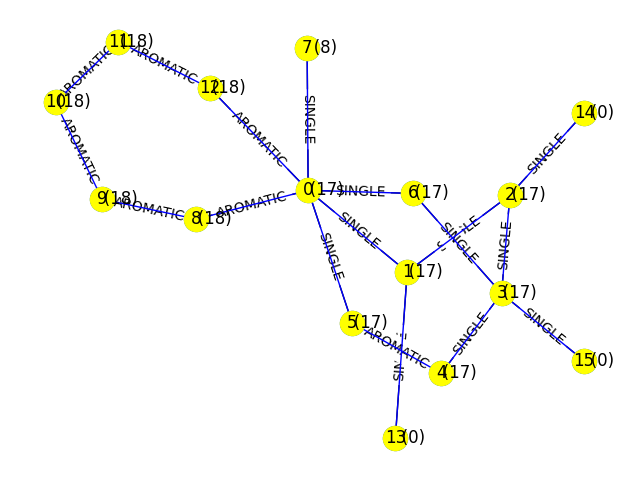 11(18)
AROMATIC
AROMATIC
7(8)
12(18)
10(18)
SINGLE
14(0)
AROMATIC
SINGLE
AROMATIC
0(17)
SINGLE
6(17)
2(17)
9(18)
AROMATIC
8(18)
AROMATIC
SINGLE
SINGLE
SINGLE
SINGLE
1(17)
3(17)
5(17)
AROMATIC
SINGLE
SINGLE
4(17)
15(0)
13(0)